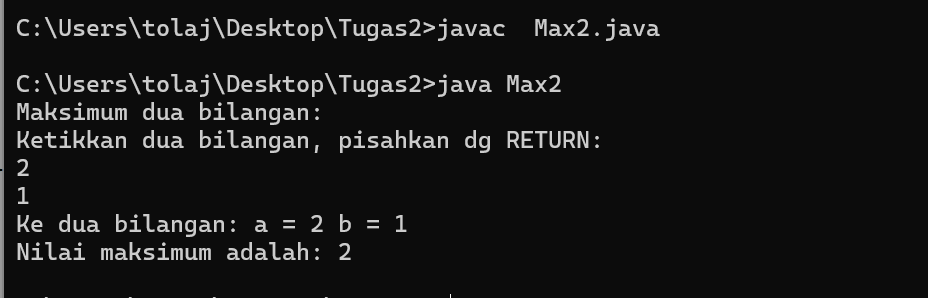 C:\Users\tolaj\Desktop\Tugas2>javac  Max2.java
C:\Users\tolaj\Desktop\Tugas2>java Max2
Maksimum dua bilangan:
Ketikkan dua bilangan, pisahkan dg RETURN:
2
1
Ke dua bilangan: a = 2 b = 1
Nilai maksimum adalah: 2